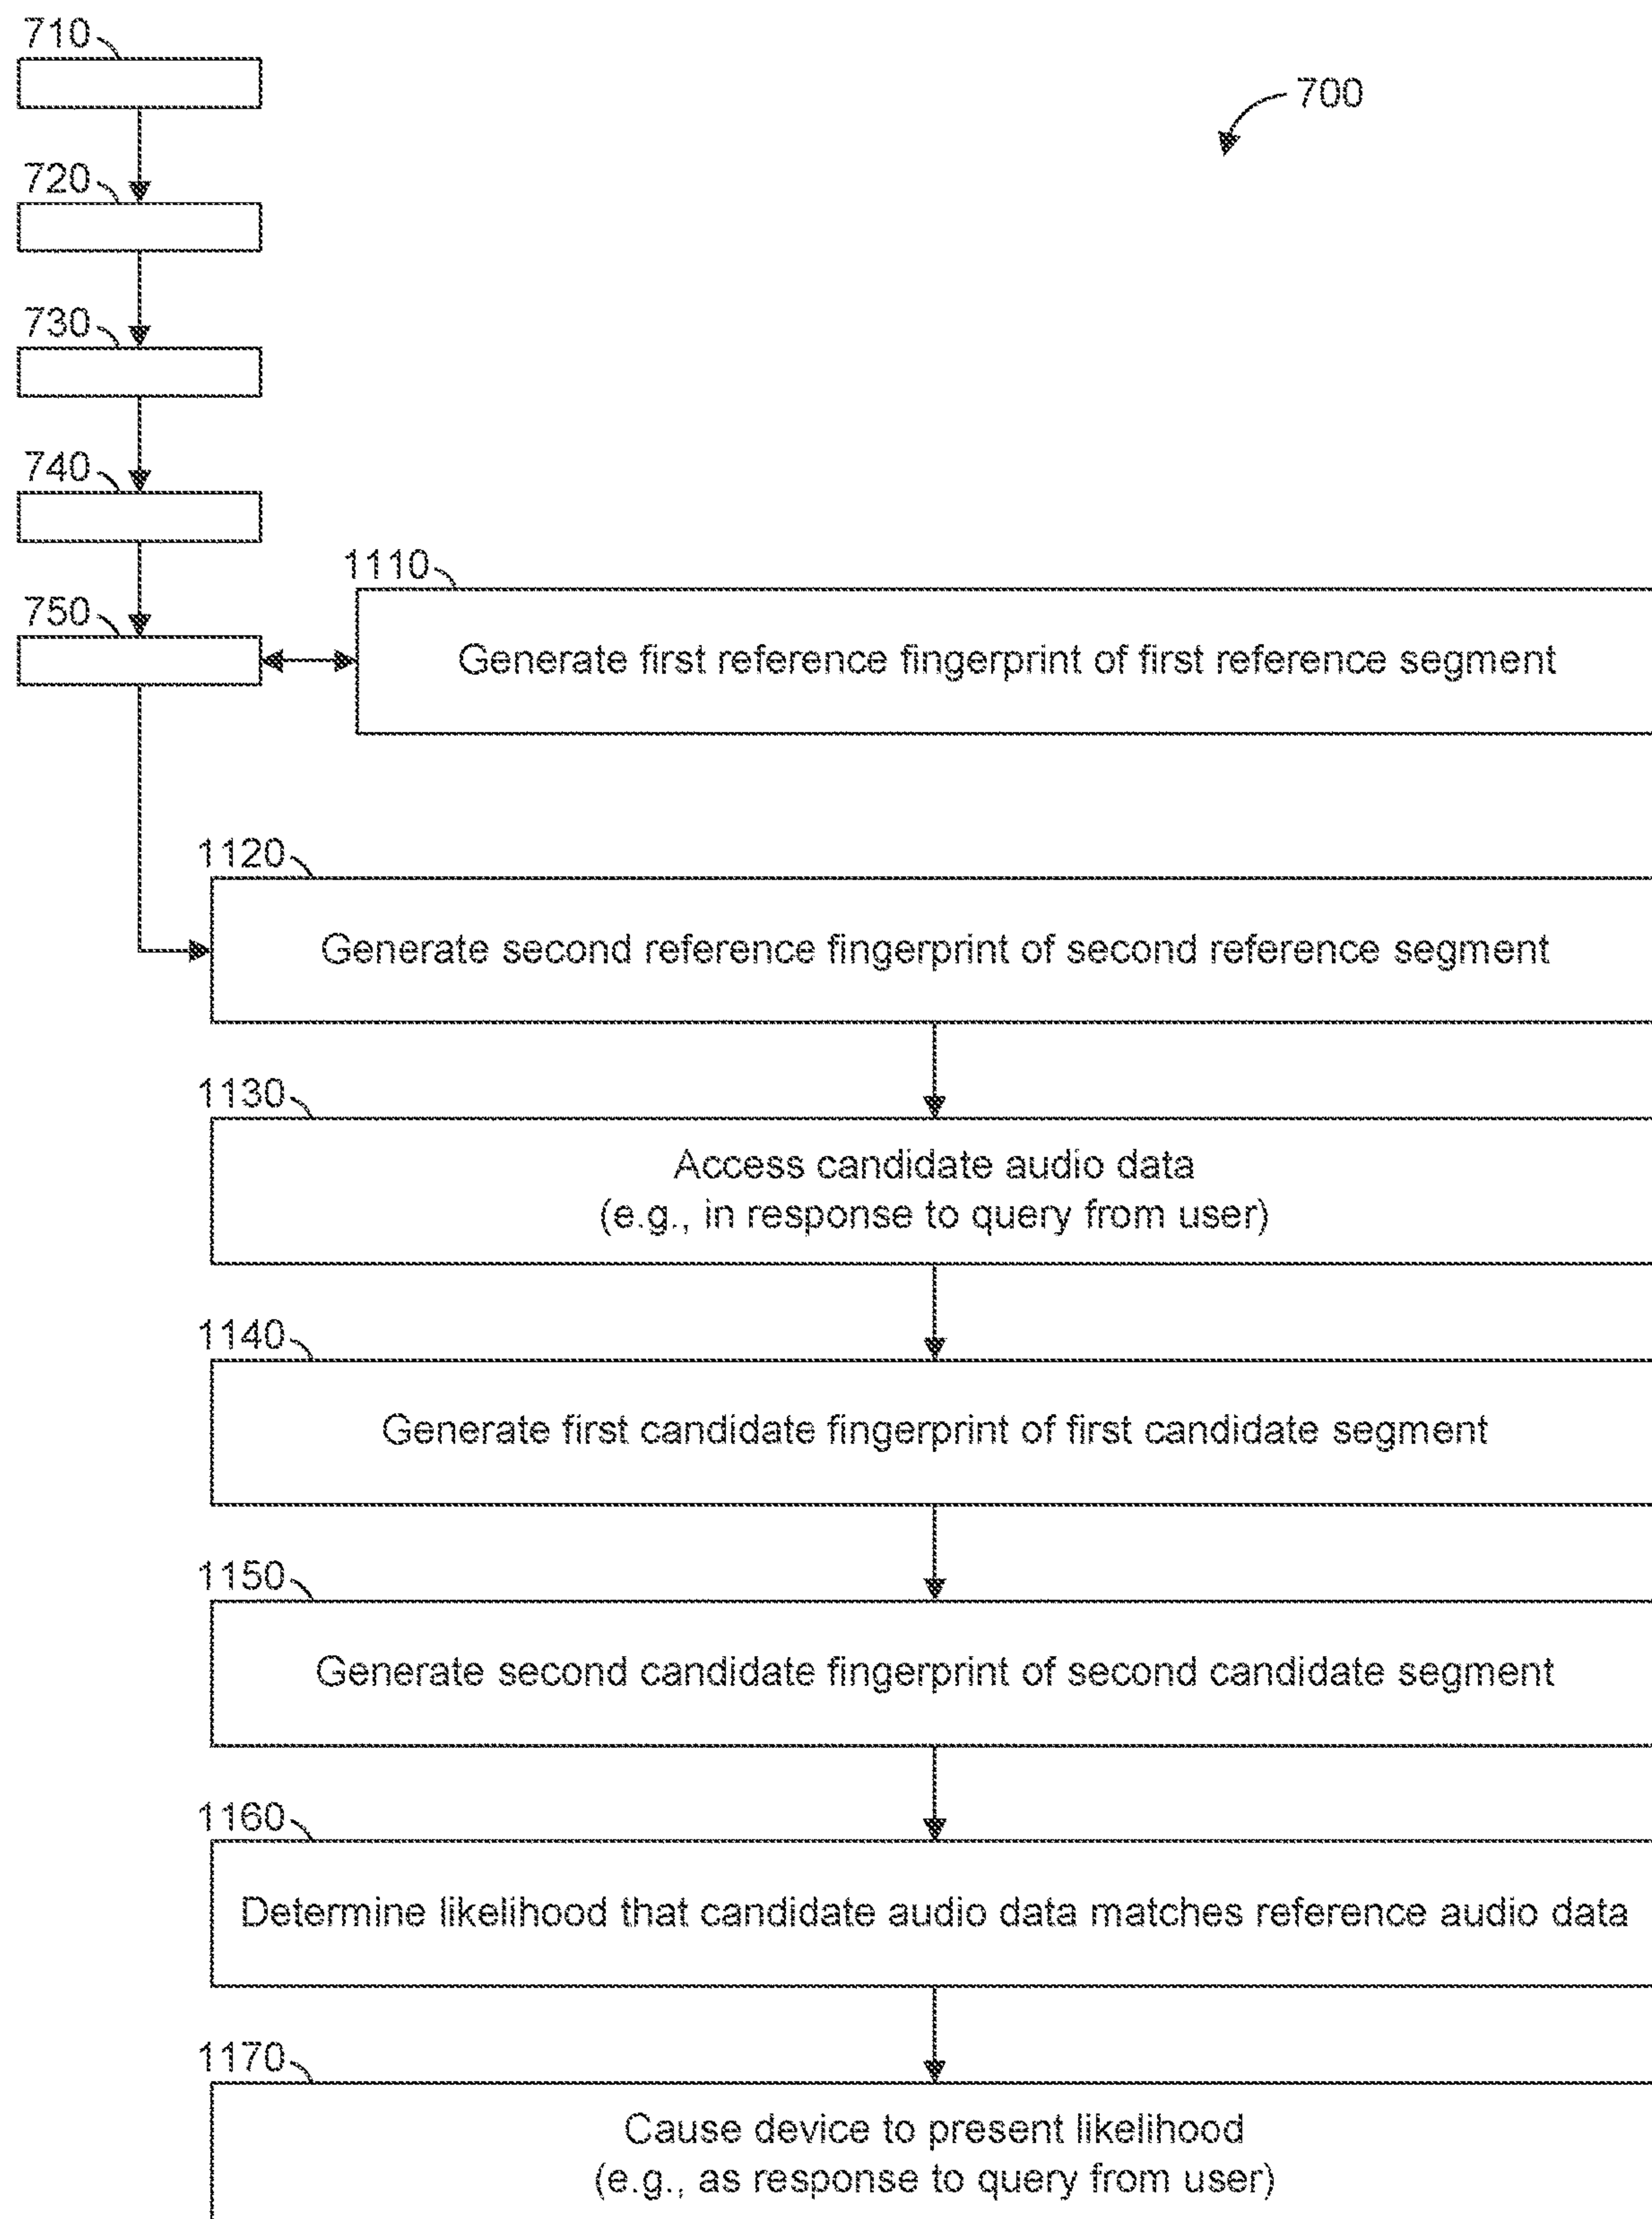 710
700
720
730
740
1110
750
Generate first reference fingerprint of first reference segment
1120
Generate second reference fingerprint of second reference segment
1130
Access candidate audio data
(e.g., in response to query from user)
1140
Generate first candidate fingerprint of first candidate segment
1150
Generate second candidate fingerprint of second candidate segment
1160
Determine likelihood that candidate audio data matches reference audio data
1170
Cause device to present likelihood
(e.g., as response to query from user)